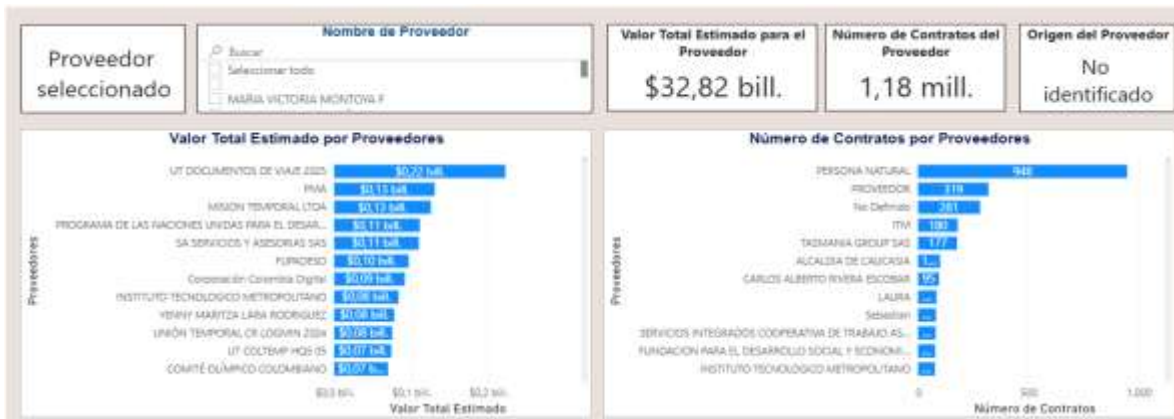 Proveedor
seleccionado
Nombre de Proveedor
Buscar
Seleccionar todo
MARIA VICTORIA MONTOYA F
Valor Total Estimado para el
Proveedor
$32,82 bill.
Número de Contratos del
Proveedor
1,18 mill.
Origen del Proveedor
No
identificado
Valor Total Estimado por Proveedores
Proveedores
UT DOCUMENTOS DE VIAJE 2025 $0,22 bill.
PMA $0,13 bill.
MISION TEMPORAL LTDA $0,13 bill.
PROGRAMA DE LAS NACIONES UNIDAS PARA EL DESAR... $0,11 bill.
SA SERVICIOS Y ASESORIAS SAS $0,11 bill.
FUPADESO $0,10 bill.
Corporación Colombia Digital $0,09 bill.
INSTITUTO TECNOLOGICO METROPOLITANO $0,08 bill.
YENNY MARITZA LARA RODRIGUEZ $0,08 bill.
UNIÓN TEMPORAL CR LOGMIN 2024 $0,08 bill.
UT COLTEMP HQS 05 $0,07 bill.
COMITÉ OLÍMPICO COLOMBIANO $0,07 b...
$0,0 bill. $0,1 bill. $0,2 bill.
Valor Total Estimado
Número de Contratos por Proveedores
Proveedores
PERSONA NATURAL 948
PROVEEDOR 319
No Definido 281
ITM 180
TASMANIA GROUP SAS 177
ALCALDIA DE CAUCASIA 1...
CARLOS ALBERTO RIVERA ESCOBAR 95
LAURA ...
Sebastian ...
SERVICIOS INTEGRADOS COOPERATIVA DE TRABAJO AS... ...
FUNDACION PARA EL DESARROLLO SOCIAL Y ECONOMI... ...
INSTITUTO TECNOLOGICO METROPOLITANO ...
0 500 1.000
Número de Contratos